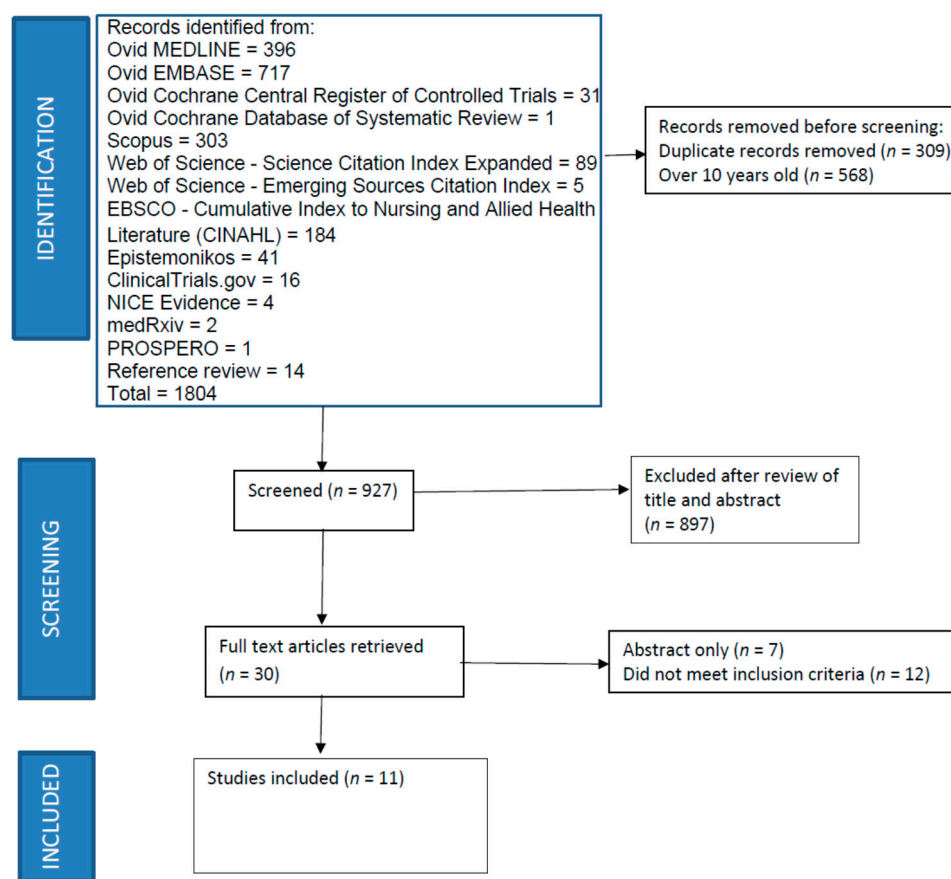 IDENTIFICATION
Records identified from:
Ovid MEDLINE = 396
Ovid EMBASE = 717
Ovid Cochrane Central Register of Controlled Trials = 31
Ovid Cochrane Database of Systematic Review = 1
Scopus = 303
Web of Science - Science Citation Index Expanded = 89
Web of Science - Emerging Sources Citation Index = 5
EBSCO - Cumulative Index to Nursing and Allied Health
Literature (CINAHL) = 184
Epistemonikos = 41
ClinicalTrials.gov = 16
NICE Evidence = 4
medRxiv = 2
PROSPERO = 1
Reference review = 14
Total = 1804
Records removed before screening:
Duplicate records removed (n = 309)
Over 10 years old (n = 568)
SCREENING
Screened (n = 927)
Excluded after review of
title and abstract
(n = 897)
Full text articles retrieved
(n = 30)
Abstract only (n = 7)
Did not meet inclusion criteria (n = 12)
INCLUDED
Studies included (n = 11)